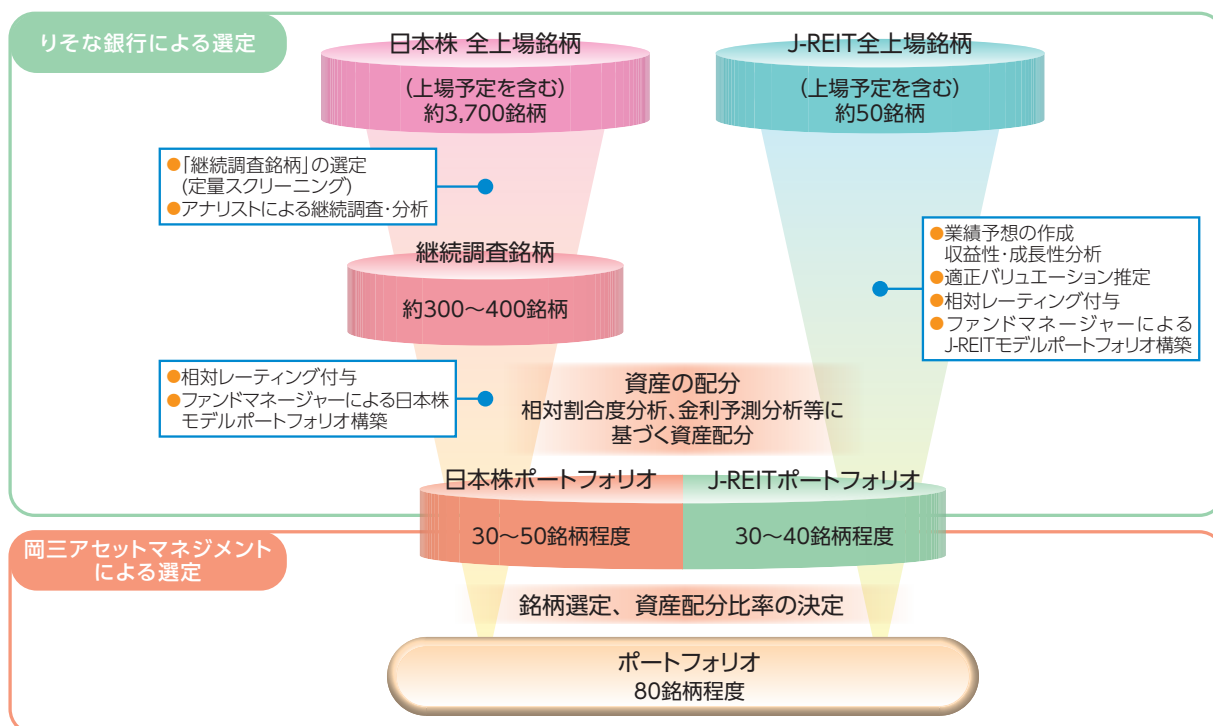 りそな銀行による選定
日本株 全上場銘柄
(上場予定を含む)
約3,700銘柄
J-REIT全上場銘柄
(上場予定を含む)
約50銘柄
●「継続調査銘柄」の選定
(定量スクリーニング)
●アナリストによる継続調査・分析
継続調査銘柄
約300〜400銘柄
●業績予想の作成
収益性・成長性分析
●適正バリュエーション推定
●相対レーティング付与
●ファンドマネージャーによる
J-REITモデルポートフォリオ構築
●相対レーティング付与
●ファンドマネージャーによる日本株
モデルポートフォリオ構築
資産の配分
相対割合度分析、金利予測分析等に
基づく資産配分
日本株ポートフォリオ
30〜50銘柄程度
J-REITポートフォリオ
30〜40銘柄程度
岡三アセットマネジメント
による選定
銘柄選定、資産配分比率の決定
ポートフォリオ
80銘柄程度